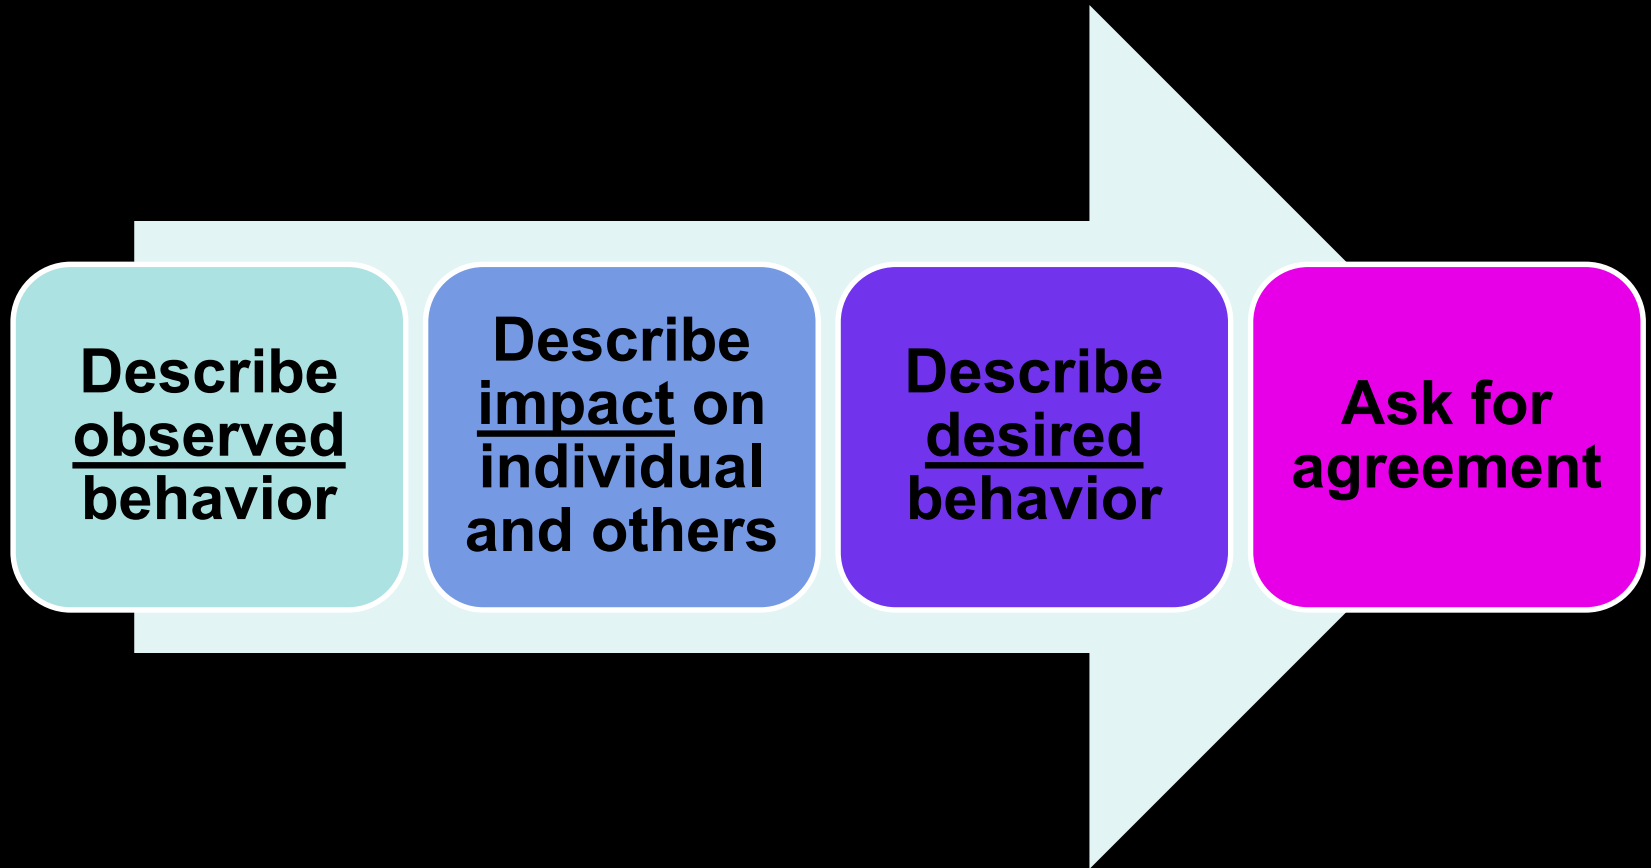 Describe
observed
behavior
Describe
impact on
individual
and others
Describe
desired
behavior
Ask for
agreement